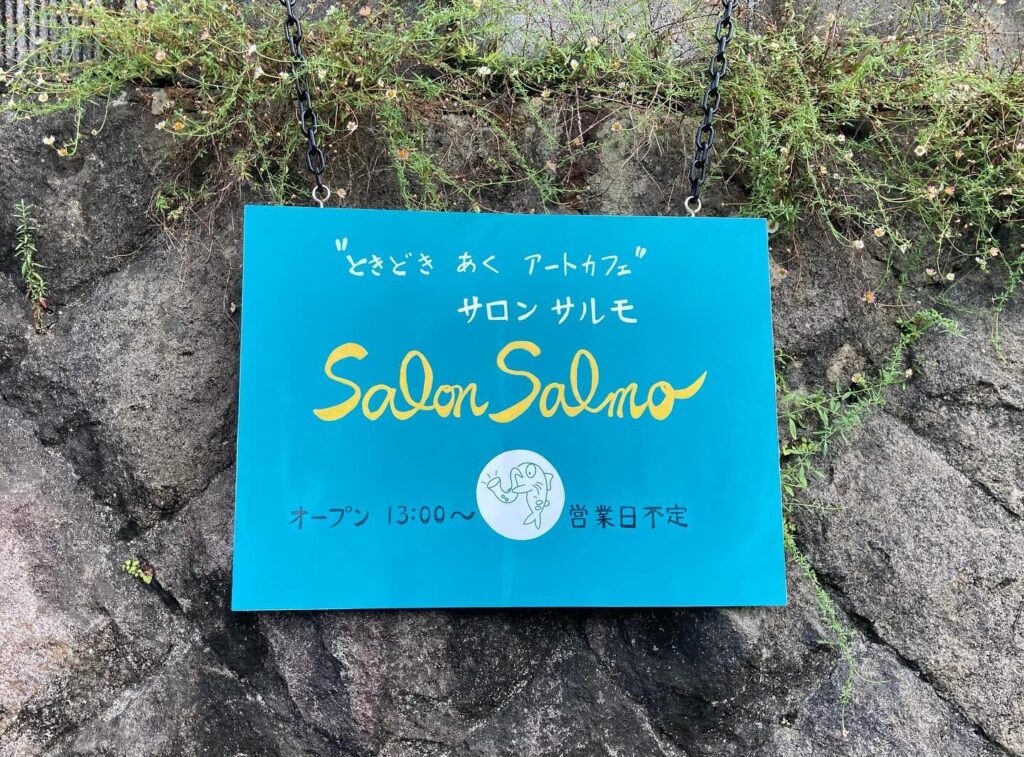 "ときどき あく アートカフェ"
サロン サルモ
Salon Salmo
オープン 13:00〜 営業日不定